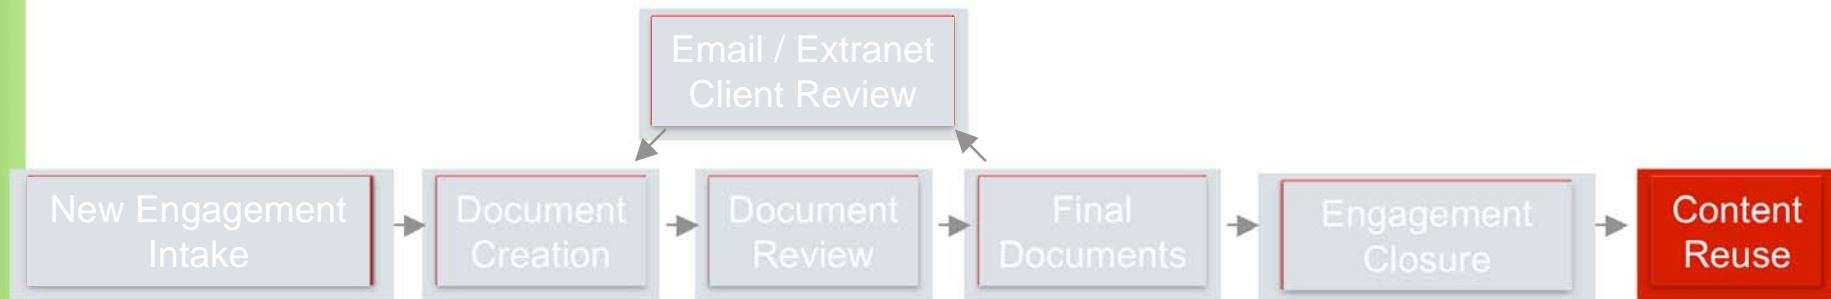 Email / Extranet
Client Review
New Engagement
Intake
Document
Creation
Document
Review
Final
Documents
Engagement
Closure
Content
Reuse